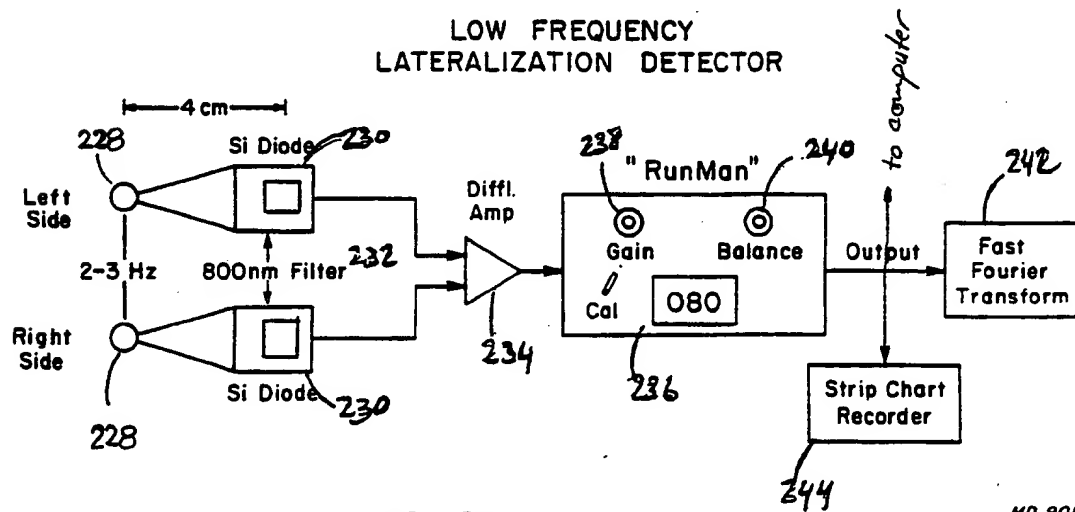 LOW FREQUENCY
LATERALIZATION DETECTOR
4 cm
228
Si Diode
230
Left
Side
2-3 Hz
800nm Filter
232
Right
Side
228
Si Diode
230
Diffl.
Amp
234
"RunMan"
238
240
Gain
Balance
Cal
080
236
Output
to computer
242
Fast
Fourier
Transform
Strip Chart
Recorder
244